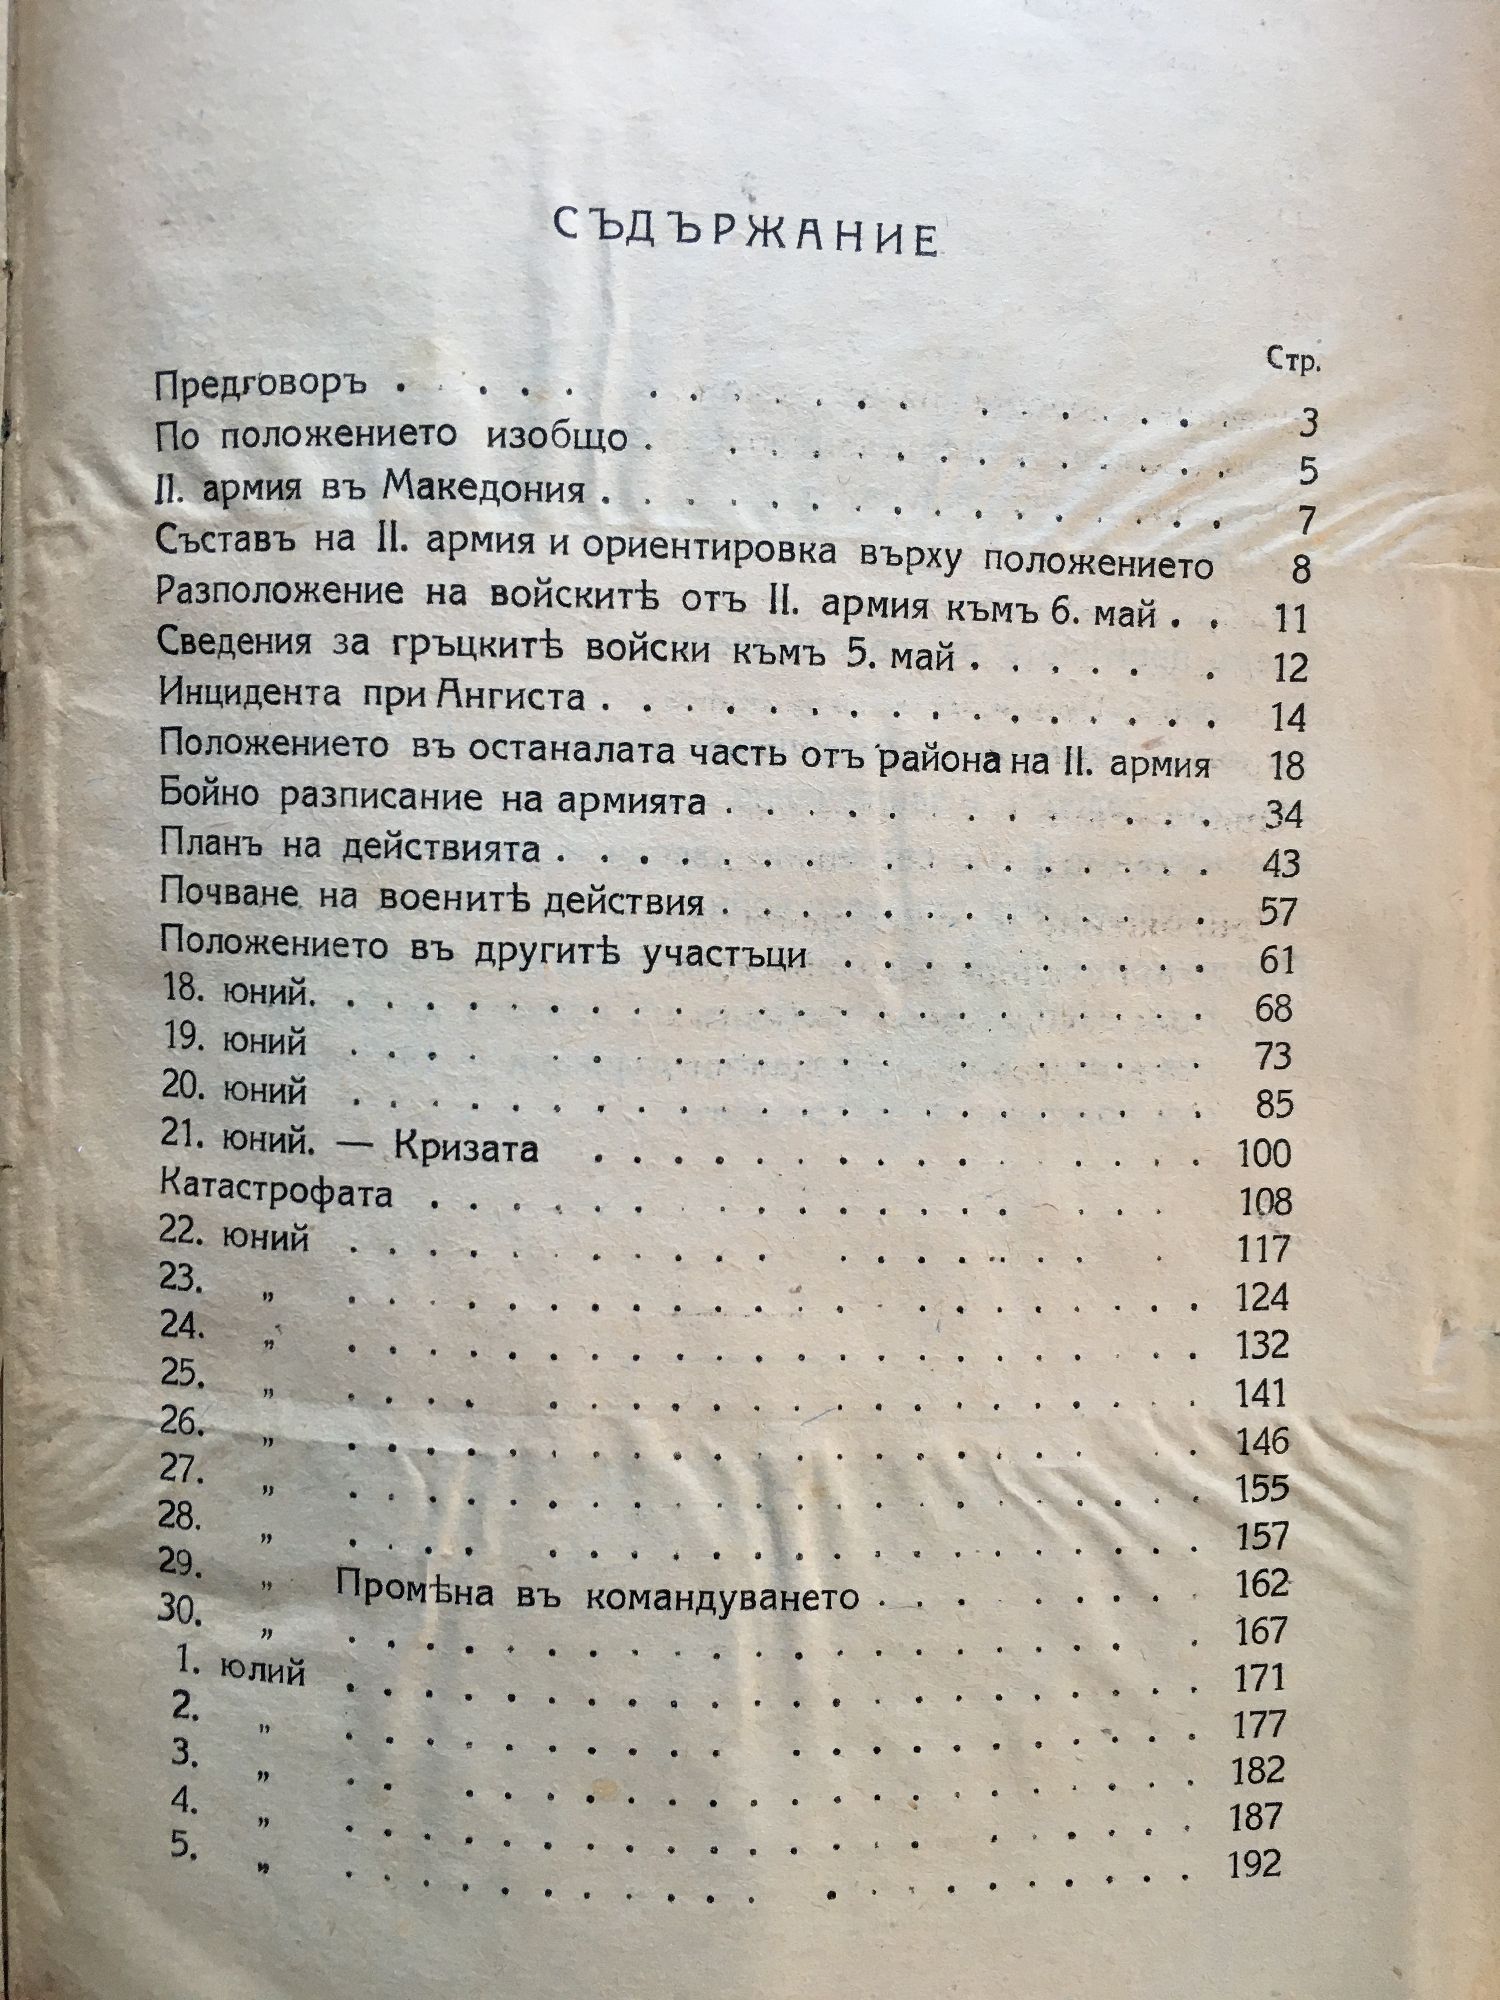 СЪДЪРЖАНИЕ
Стр.
Предговоръ . . . . . . . . . . . . . . . . . . . 3
По положението изобщо . . . . . . . . . . . . . . 5
II. армия въ Македония . . . . . . . . . . . . . . . . 7
Съставъ на II. армия и ориентировка върху положението 8
Разположение на войскитѣ отъ II. армия къмъ 6. май . . 11
Сведения за гръцкитѣ войски къмъ 5. май . . . . . . 12
Инцидента при Ангиста . . . . . . . . . . . . . . . . 14
Положението въ останалата часть отъ района на II. армия 18
Бойно разписание на армията . . . . . . . . . . . . 34
Планъ на действията . . . . . . . . . . . . . . . . 43
Почване на военитѣ действия . . . . . . . . . . . . 57
Положението въ другитѣ участъци . . . . . . . . . 61
18. юний. . . . . . . . . . . . . . . . . . . . . . 68
19. юний . . . . . . . . . . . . . . . . . . . . 73
20. юний . . . . . . . . . . . . . . . . . . . . . 85
21. юний. — Кризата . . . . . . . . . . . . . . 100
Катастрофата . . . . . . . . . . . . . . . . . . 108
22. юний . . . . . . . . . . . . . . . . . . . 117
23. „ . . . . . . . . . . . . . . . . . . . . . 124
24. „ . . . . . . . . . . . . . . . . . . . . . 132
25. „ . . . . . . . . . . . . . . . . . . . . 141
26. „ . . . . . . . . . . . . . . . . . . . . 146
27. „ . . . . . . . . . . . . . . . . . . . . . 155
28. „ . . . . . . . . . . . . . . . . . . . . . 157
29. „ Промѣна въ командуването . . . . . . . 162
30. „ . . . . . . . . . . . . . . . . . . . . . 167
1. юлий . . . . . . . . . . . . . . . . . . . . . 171
2. „ . . . . . . . . . . . . . . . . . . . . . 177
3. „ . . . . . . . . . . . . . . . . . . . . . 182
4. „ . . . . . . . . . . . . . . . . . . . . . 187
5. „ . . . . . . . . . . . . . . . . . . . . . 192